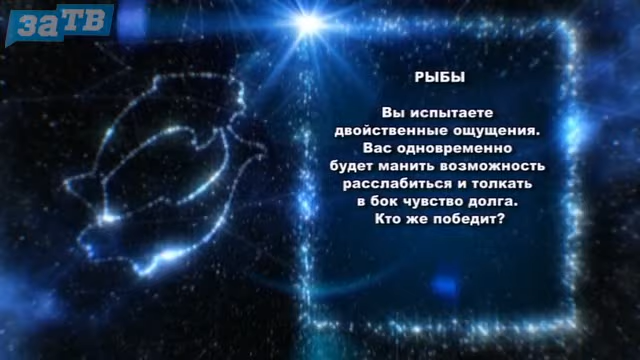 заТВ
РЫБЫ
Вы испытаете
двойственные ощущения.
Вас одновременно
будет манить возможность
расслабиться и толкать
в бок чувство долга.
Кто же победит?